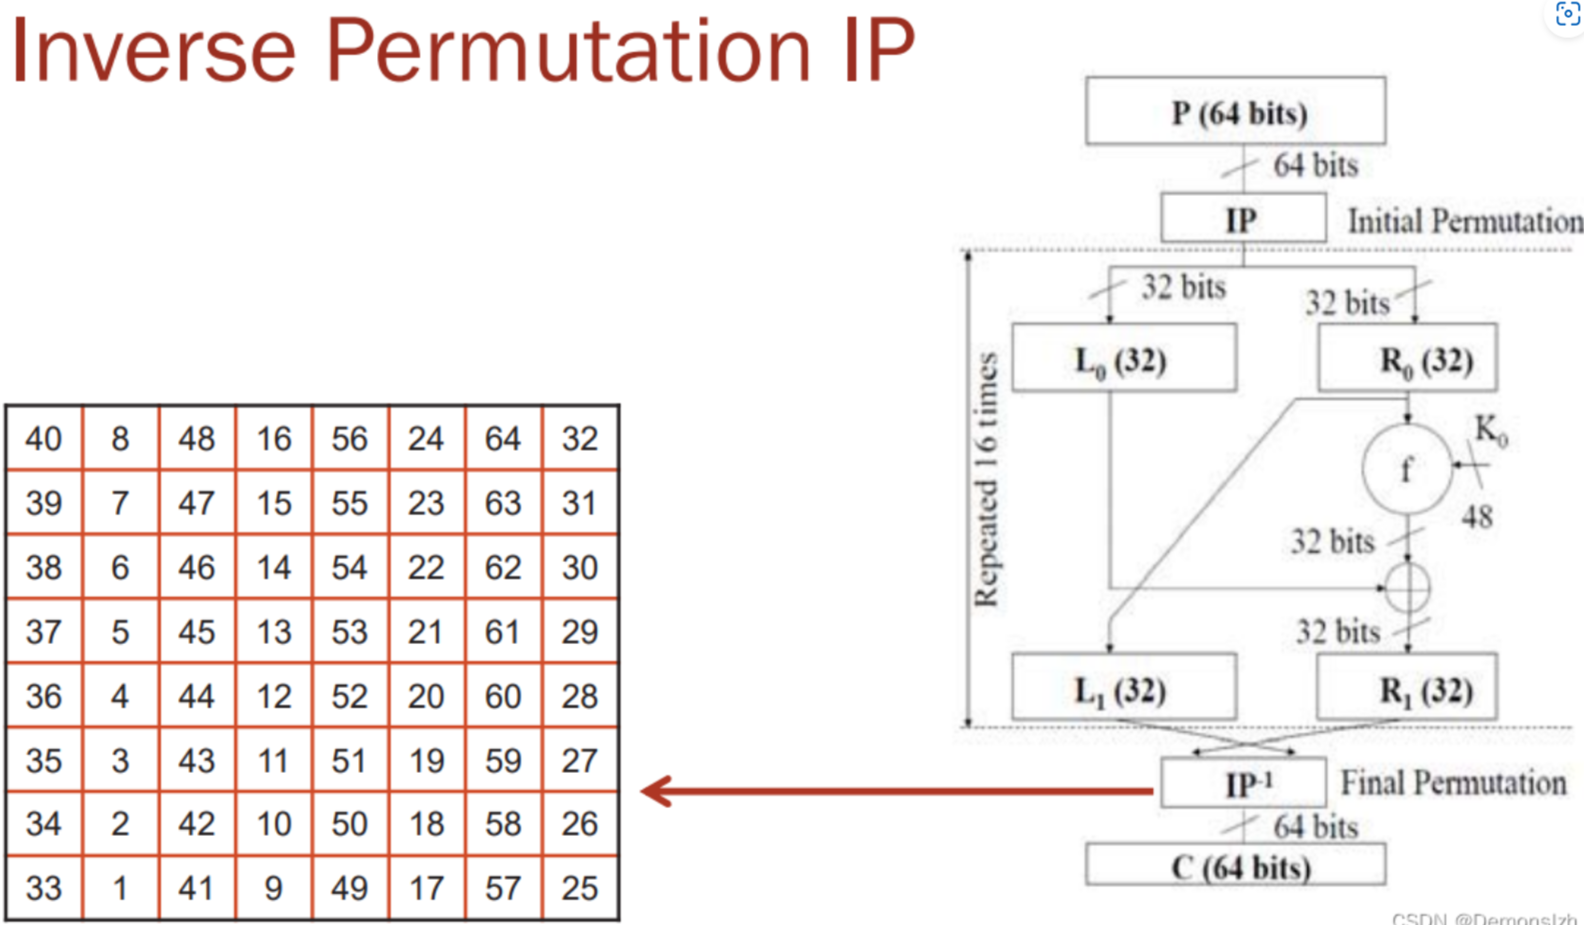 Inverse Permutation IP
P (64 bits)
64 bits
IP
Initial Permutation
32 bits
32 bits
L₀ (32)
R₀ (32)
Repeated 16 times
K₀
f
48
32 bits
32 bits
L₁ (32)
R₁ (32)
IP⁻¹
Final Permutation
64 bits
C (64 bits)
40 8 48 16 56 24 64 32
39 7 47 15 55 23 63 31
38 6 46 14 54 22 62 30
37 5 45 13 53 21 61 29
36 4 44 12 52 20 60 28
35 3 43 11 51 19 59 27
34 2 42 10 50 18 58 26
33 1 41 9 49 17 57 25
CSDN @Demonslzh